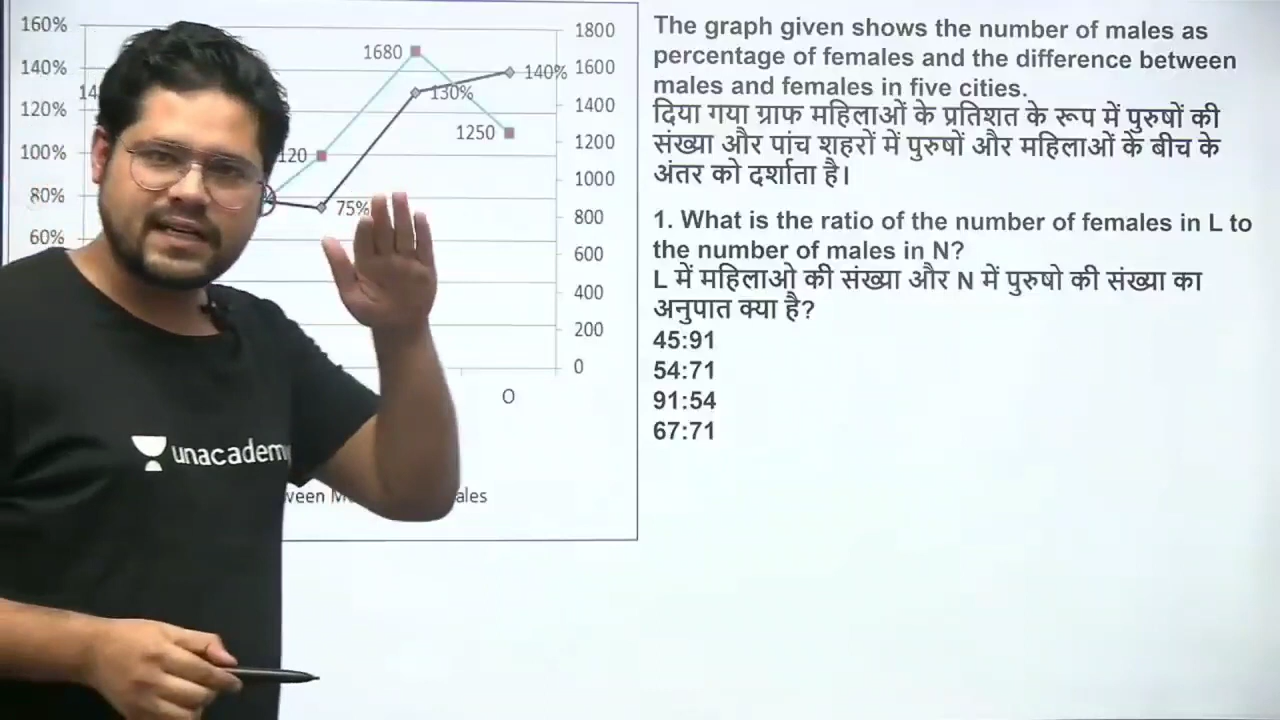 160%
140%
120%
100%
80%
60%
1800
1600
1400
1200
1000
800
600
400
200
0
1680
140%
130%
1250
75%
O
unacademy
The graph given shows the number of males as
percentage of females and the difference between
males and females in five cities.
दिया गया ग्राफ महिलाओं के प्रतिशत के रूप में पुरुषों की
संख्या और पांच शहरों में पुरुषों और महिलाओं के बीच के
अंतर को दर्शाता है।
1. What is the ratio of the number of females in L to
the number of males in N?
L में महिलाओ की संख्या और N में पुरुषो की संख्या का
अनुपात क्या है?
45:91
54:71
91:54
67:71